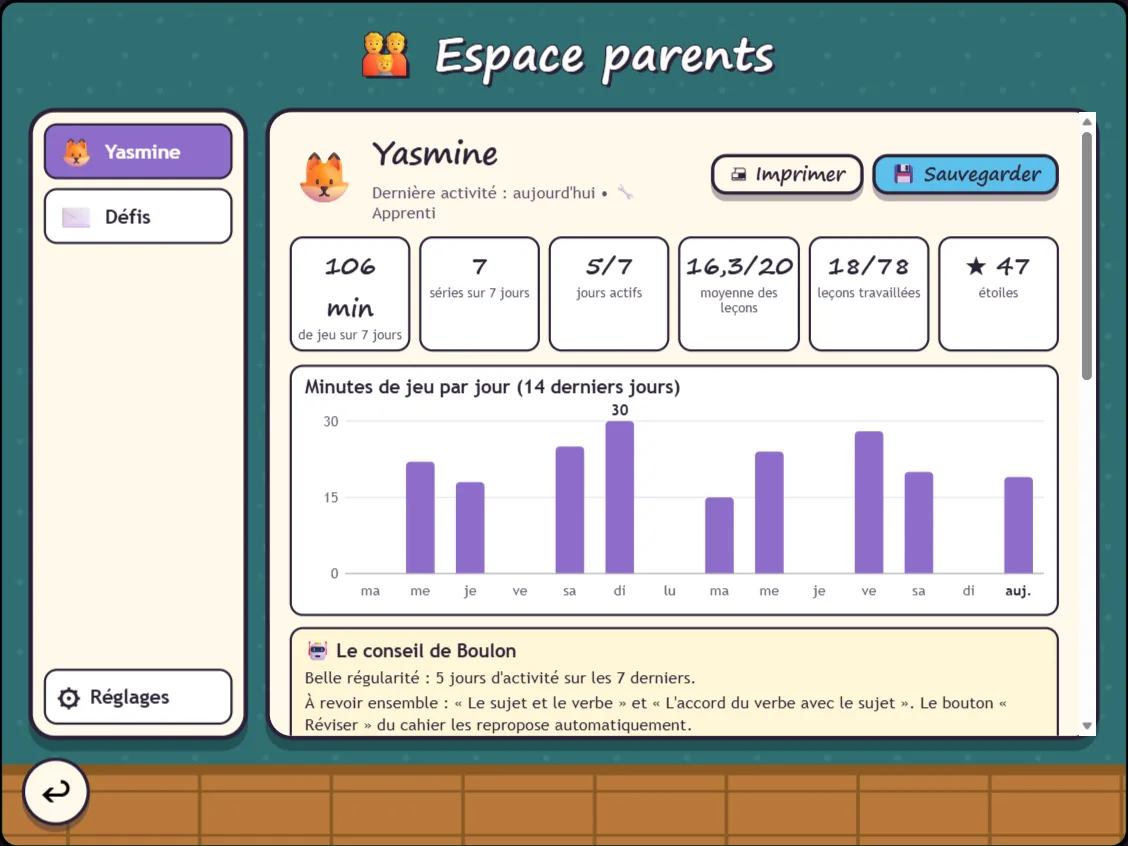 Espace parents
Yasmine
Défis
Réglages
Yasmine
Dernière activité : aujourd'hui •
Apprenti
Imprimer
Sauvegarder
106
min
de jeu sur 7 jours
7
séries sur 7 jours
5/7
jours actifs
16,3/20
moyenne des
leçons
18/78
leçons travaillées
★ 47
étoiles
Minutes de jeu par jour (14 derniers jours)
30
30
15
0
ma me je ve sa di lu ma me je ve sa di auj.
Le conseil de Boulon
Belle régularité : 5 jours d'activité sur les 7 derniers.
À revoir ensemble : « Le sujet et le verbe » et « L'accord du verbe avec le sujet ». Le bouton «
Réviser » du cahier les repropose automatiquement.